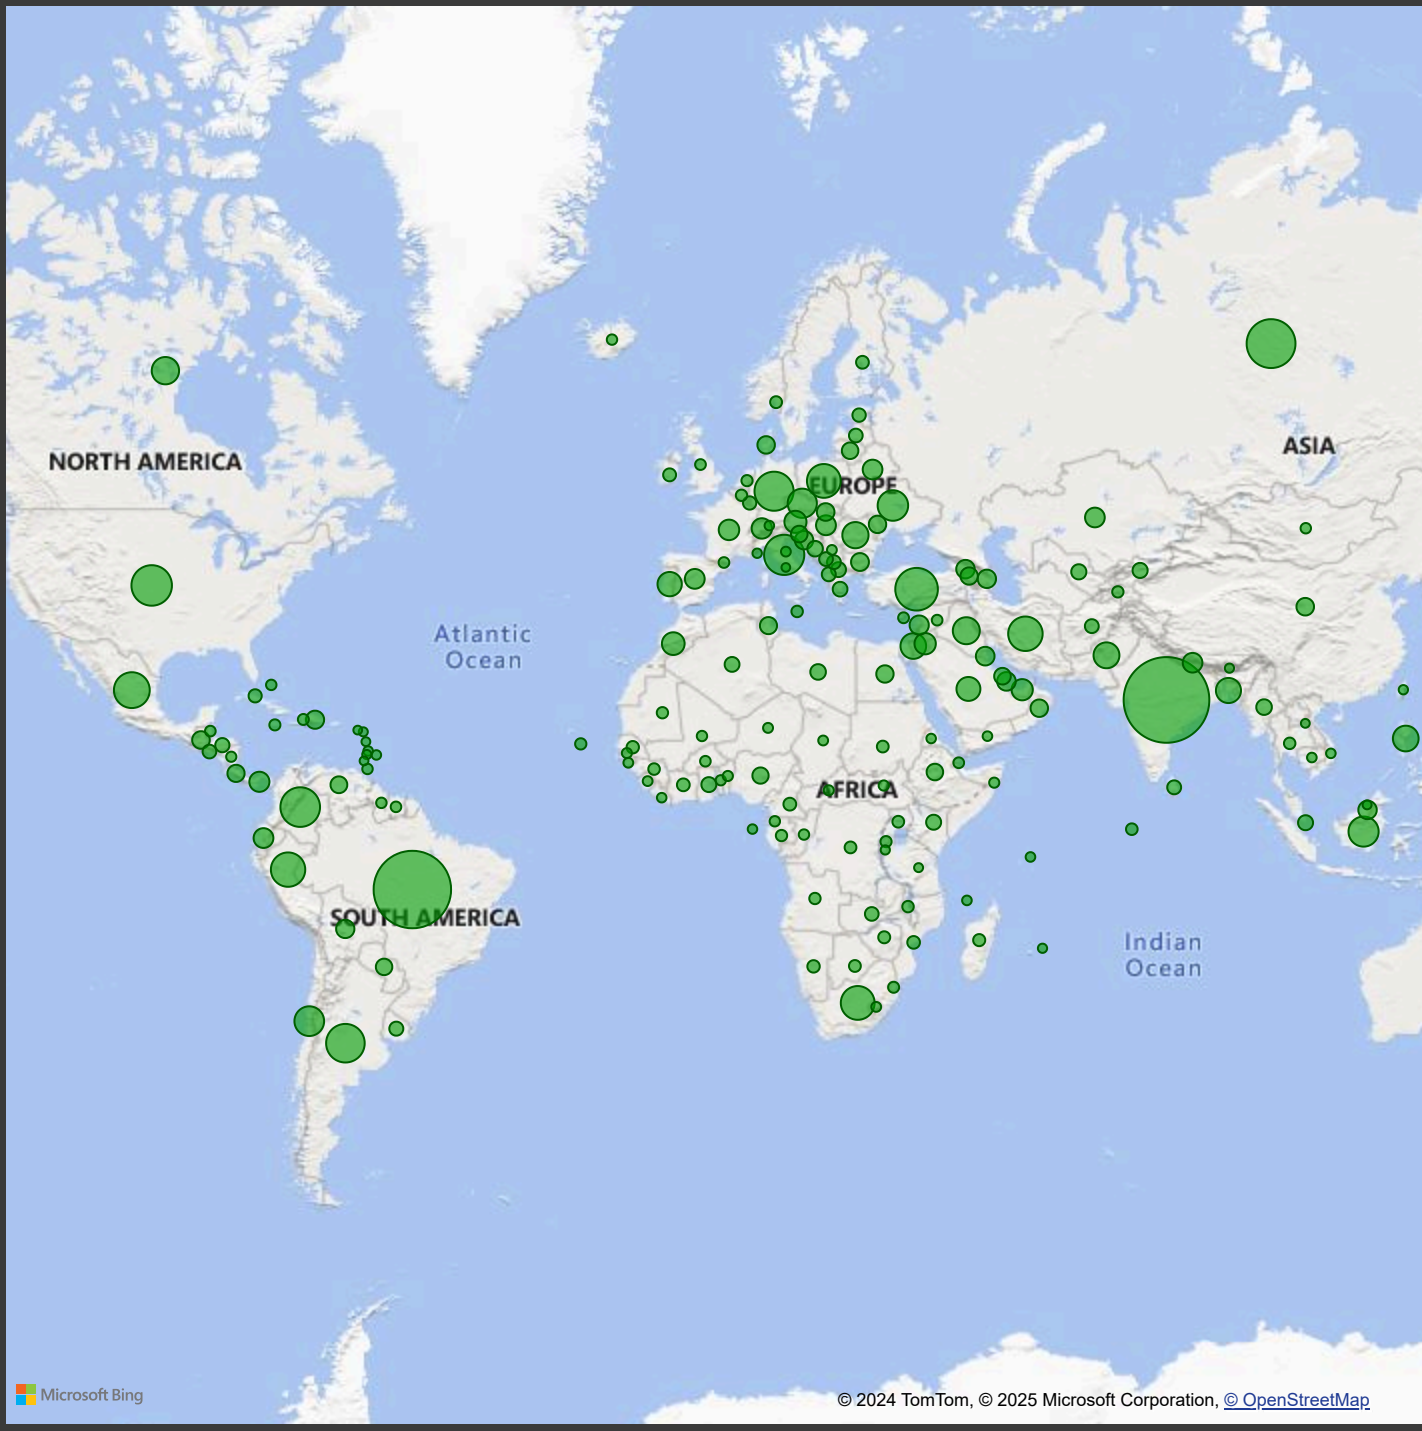 NORTH AMERICA
ASIA
EUROPE
Atlantic
Ocean
AFRICA
SOUTH AMERICA
Indian
Ocean
Microsoft Bing
© 2024 TomTom, © 2025 Microsoft Corporation, © OpenStreetMap